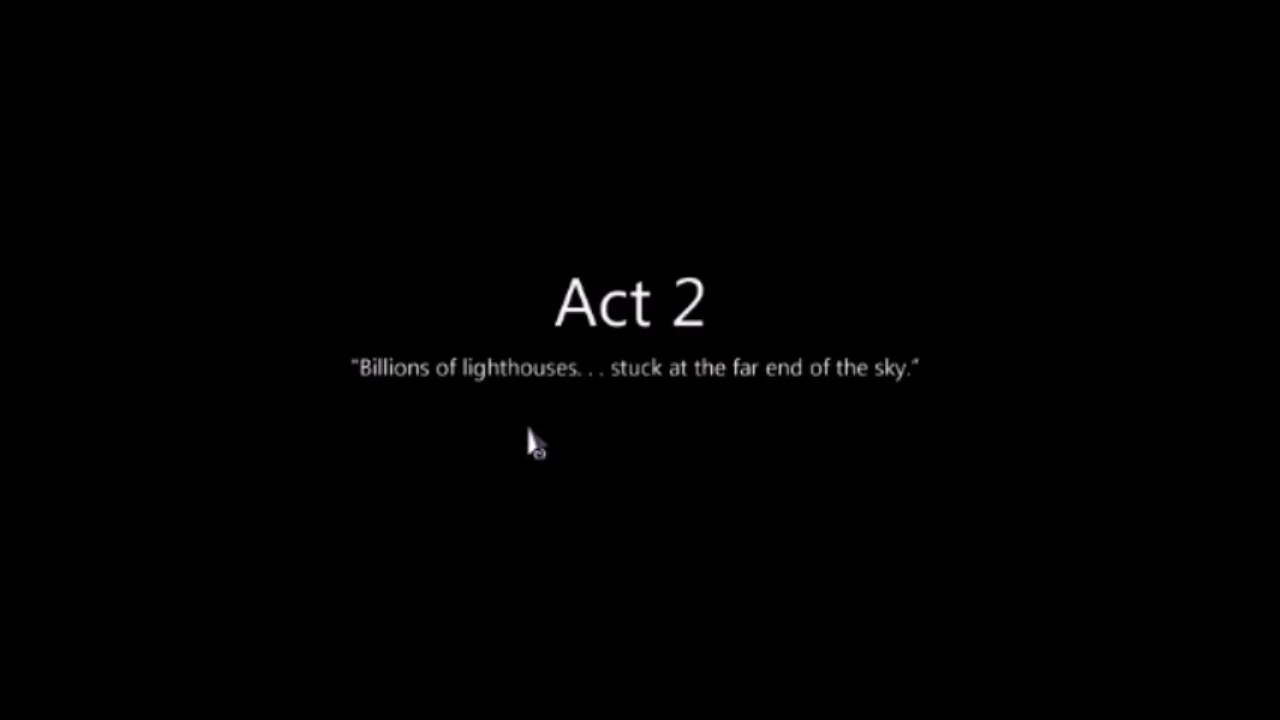 Act 2
"Billions of lighthouses. . . stuck at the far end of the sky."